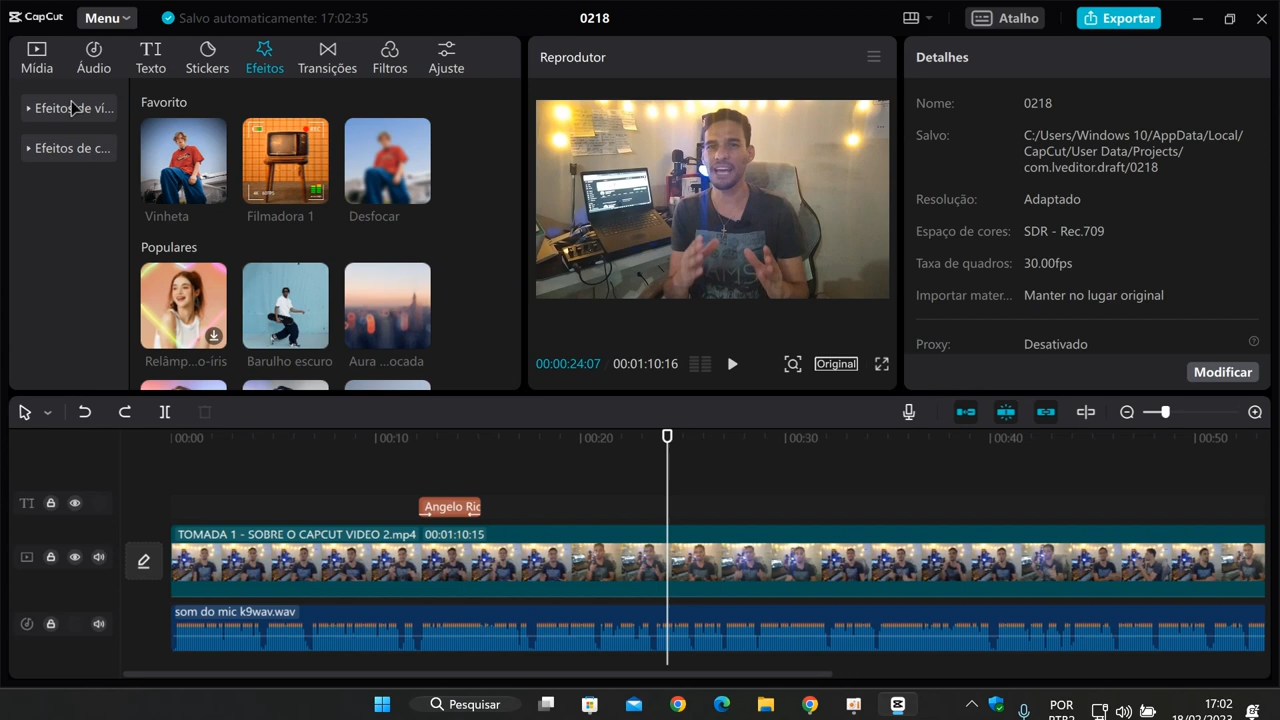 CapCut
Menu
Salvo automaticamente: 17:02:35
0218
Atalho
Exportar
Mídia
Áudio
TI
Texto
Stickers
Efeitos
Transições
Filtros
Ajuste
Efeitos de ví...
Efeitos de c...
Favorito
Vinheta
Filmadora 1
Desfocar
Populares
Relâmp...o-íris
Barulho escuro
Aura ...ocada
Reprodutor
00:00:24:07 / 00:01:10:16
Original
Detalhes
Nome: 0218
Salvo: C:/Users/Windows 10/AppData/Local/
CapCut/User Data/Projects/
com.lveditor.draft/0218
Resolução: Adaptado
Espaço de cores: SDR - Rec.709
Taxa de quadros: 30.00fps
Importar mater... Manter no lugar original
Proxy: Desativado
Modificar
00:00 00:10 00:20 00:30 00:40 00:50
TI
Angelo Ric
TOMADA 1 - SOBRE O CAPCUT VIDEO 2.mp4 00:01:10:15
som do mic k9wav.wav
Pesquisar
POR
PTB2
17:02
18/02/2023